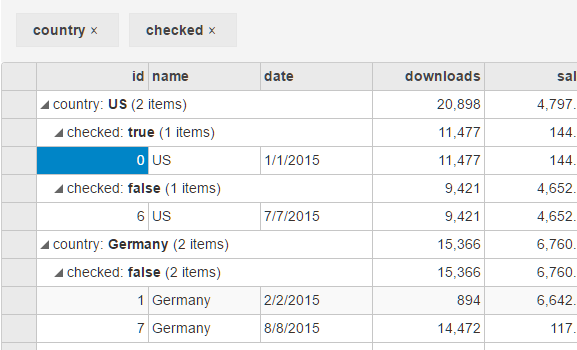 country × checked ×
id name date downloads sal
country: US (2 items) 20,898 4,797.
checked: true (1 items) 11,477 144.
0 US 1/1/2015 11,477 144.
checked: false (1 items) 9,421 4,652.
6 US 7/7/2015 9,421 4,652.
country: Germany (2 items) 15,366 6,760.
checked: false (2 items) 15,366 6,760.
1 Germany 2/2/2015 894 6,642.
7 Germany 8/8/2015 14,472 117.